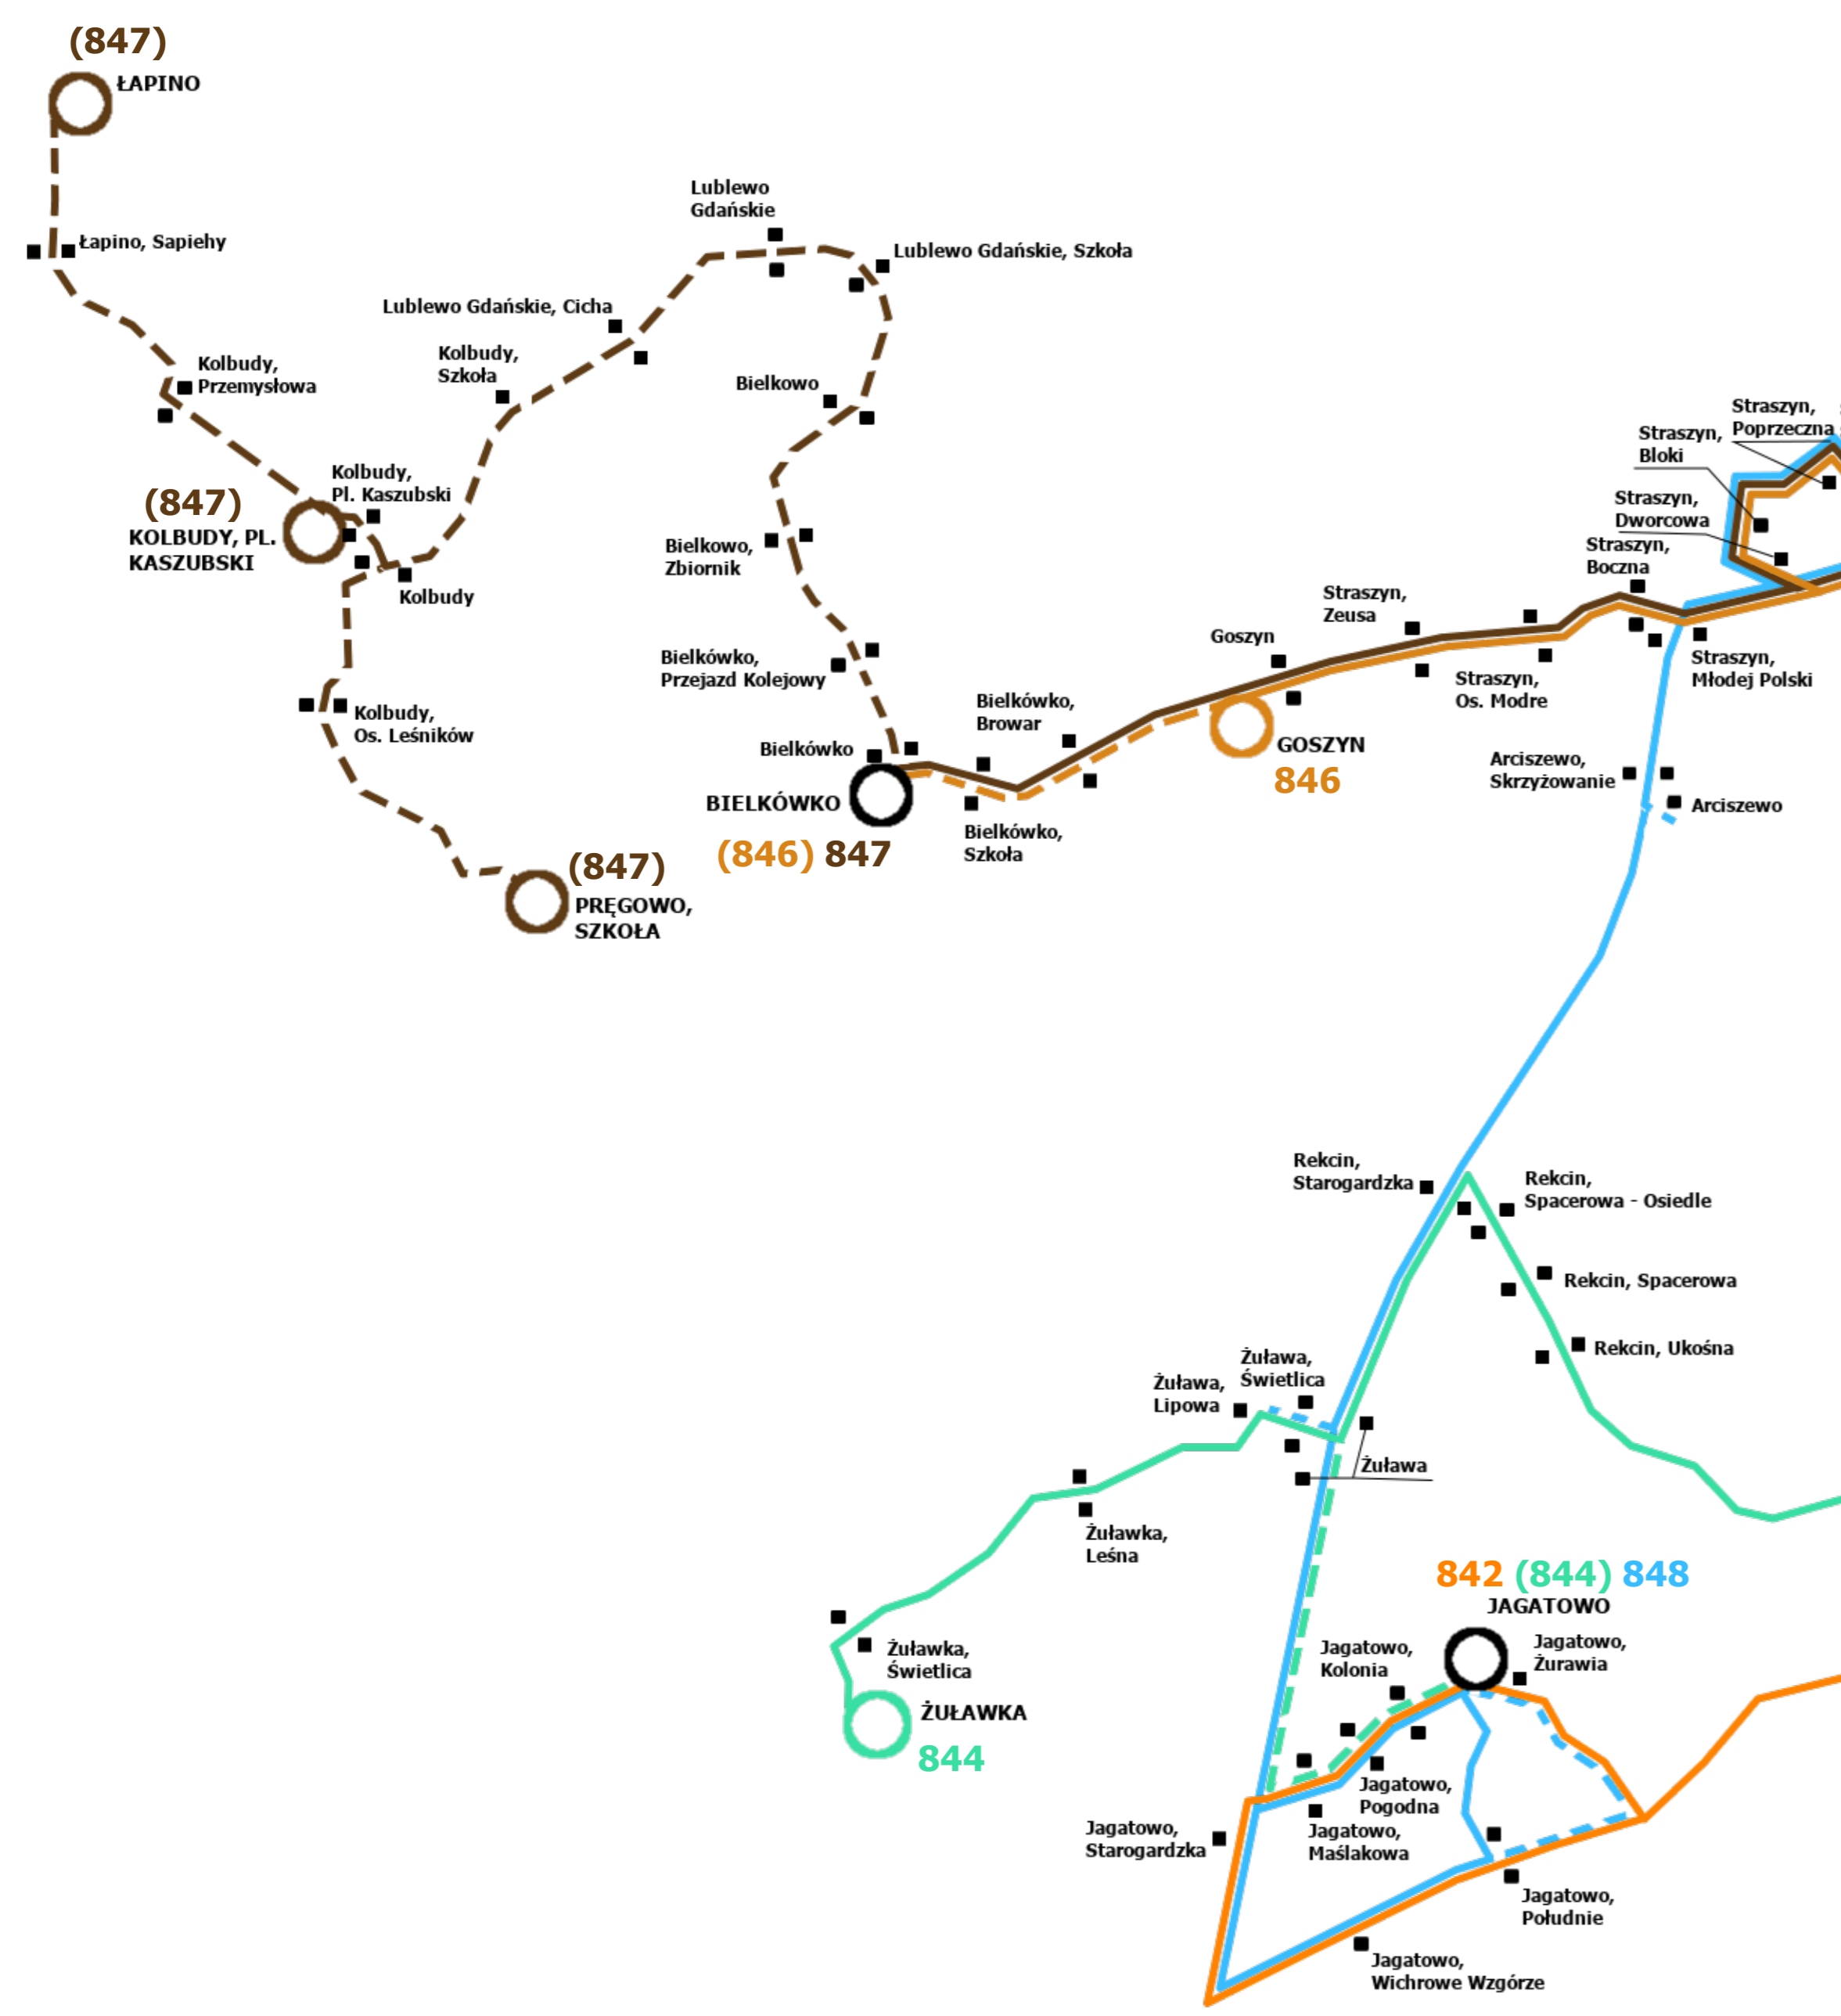 (847)
ŁAPINO
Łapino, Sapiehy
Lublewo
Gdańskie
Lublewo Gdańskie, Szkoła
Lublewo Gdańskie, Cicha
Kolbudy,
Szkoła
Kolbudy,
Przemysłowa
Bielkowo
Kolbudy,
Pl. Kaszubski
(847)
KOLBUDY, PL.
KASZUBSKI
Kolbudy
Bielkowo,
Zbiornik
Straszyn,
Poprzeczna
Straszyn,
Bloki
Straszyn,
Dworcowa
Straszyn,
Boczna
Straszyn,
Zeusa
Goszyn
Bielkówko,
Przejazd Kolejowy
Straszyn,
Młodej Polski
Straszyn,
Os. Modre
Bielkówko,
Browar
Kolbudy,
Os. Leśników
Bielkówko
GOSZYN
846
Arciszewo,
Skrzyżowanie
Arciszewo
BIELKÓWKO
(846) 847
Bielkówko,
Szkoła
(847)
PRĘGOWO,
SZKOŁA
Rekcin,
Starogardzka
Rekcin,
Spacerowa - Osiedle
Rekcin, Spacerowa
Rekcin, Ukośna
Żuława,
Świetlica
Żuława,
Lipowa
Żuława
Żuławka,
Leśna
842 (844) 848
JAGATOWO
Żuławka,
Świetlica
Jagatowo,
Kolonia
Jagatowo,
Żurawia
ŻUŁAWKA
844
Jagatowo,
Pogodna
Jagatowo,
Starogardzka
Jagatowo,
Maślakowa
Jagatowo,
Południe
Jagatowo,
Wichrowe Wzgórze